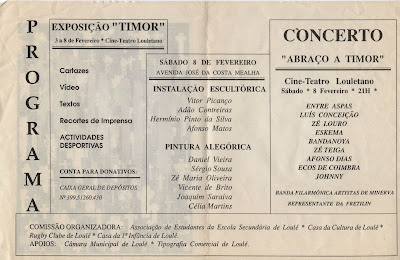 PROGRAMA
EXPOSIÇÃO "TIMOR"
3 a 8 de Fevereiro * Cine-Teatro Louletano
Cartazes
Vídeo
Textos
Recortes de Imprensa
ACTIVIDADES
DESPORTIVAS
CONTA PARA DONATIVOS:
CAIXA GERAL DE DEPÓSITOS
Nº 399.51260.430
SÁBADO 8 DE FEVEREIRO
AVENIDA JOSÉ DA COSTA MEALHA
INSTALAÇÃO ESCULTÓRICA
Vitor Picanço
Adão Contreiras
Hermínio Pinto da Silva
Afonso Matos
PINTURA ALEGÓRICA
Daniel Vieira
Sérgio Sousa
Zé Maria Oliveira
Vicente de Brito
Joaquim Saraiva
Célia Martins
CONCERTO
"ABRAÇO A TIMOR"
Cine-Teatro Louletano
Sábado * 8 Fevereiro * 21H *
ENTRE ASPAS
LUÍS CONCEIÇÃO
ZÉ LOURO
ESKEMA
BANDANOYA
ZÉ TEIGA
AFONSO DIAS
ECOS DE COIMBRA
JOHNNY
BANDA FILARMÓNICA ARTISTAS DE MINERVA
REPRESENTANTE DA FRETILIN
COMISSÃO ORGANIZADORA: Associação de Estudantes da Escola Secundária de Loulé * Casa da Cultura de Loulé *
Rugby Clube de Loulé * Casa da 1ª Infância de Loulé.
APOIOS: Câmara Municipal de Loulé * Tipografia Comercial de Loulé.